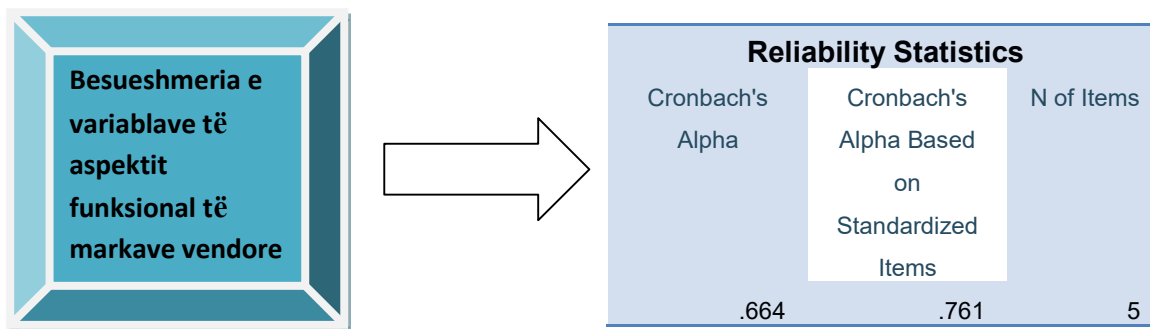 Besueshmeria e
variablave të
aspektit
funksional të
markave vendore
Reliability Statistics
Cronbach's
Alpha
Cronbach's
Alpha Based
on
Standardized
Items
N of Items
.664 .761 5